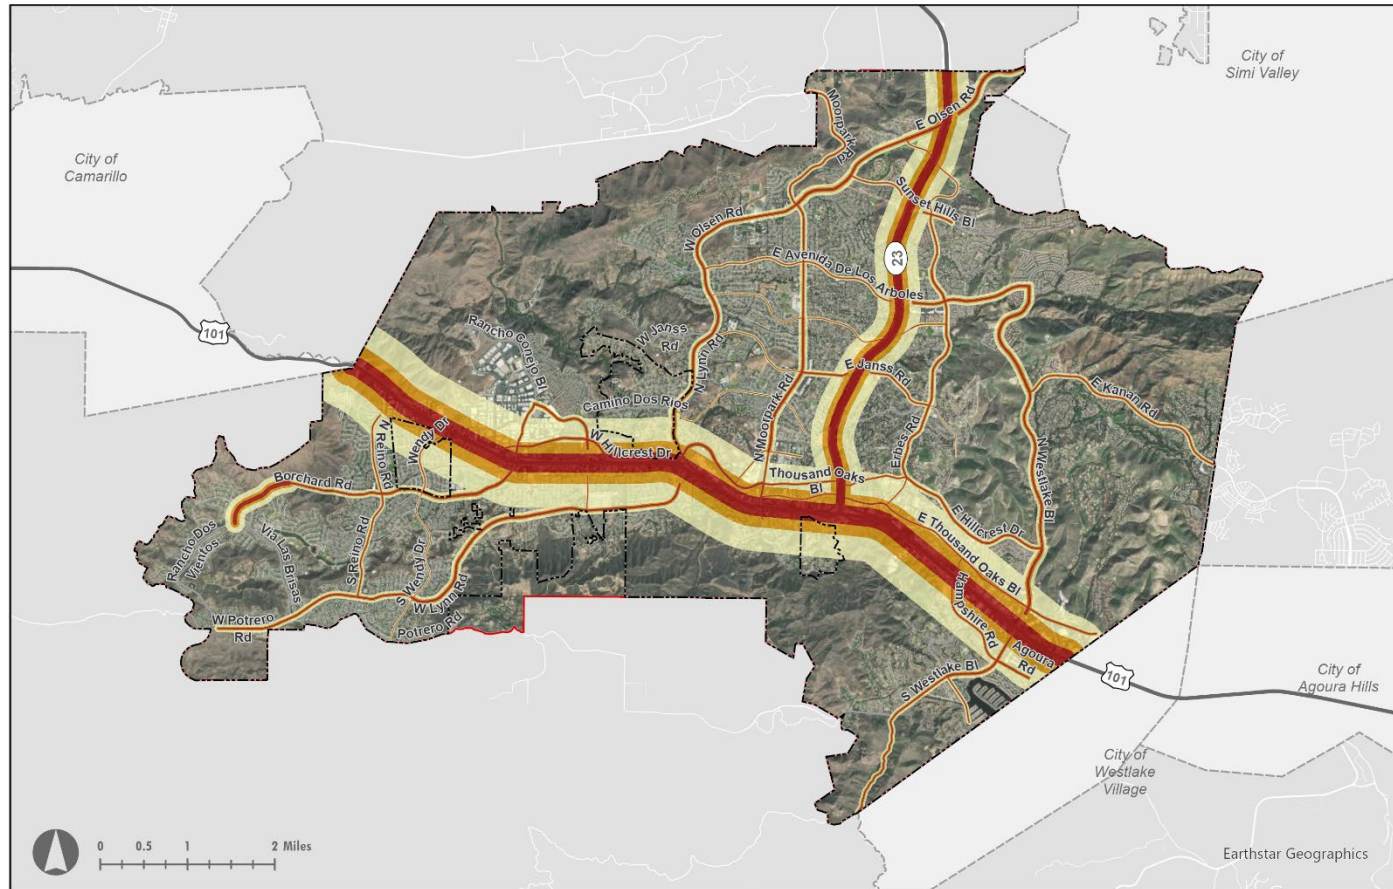 City of
Simi Valley
City of
Camarillo
Moorpark
Rd
E Olsen Rd
Sunset Hills Bl
W Olsen Rd
23
E Avenida De Los Arboles
101
Rancho Conejo Bl
W Janss
Rd
N Lynn Rd
E Janss Rd
E Kanan Rd
Camino Dos Rios
N Moorpark Rd
N Reino Rd
Wendy Dr
W Hillcrest Dr
Erbes Rd
N Westlake Bl
Thousand Oaks
Bl
Borchard Rd
E Hillcrest Dr
E Thousand Oaks Bl
Rancho Dos
Vientos
Via Las Brisas
S Reino Rd
S Wendy Dr
W Lynn Rd
Hampshire Rd
W Potrero
Rd
Potrero Rd
Agoura
Rd
S Westlake Bl
101
City of
Agoura Hills
City of
Westlake
Village
0 0.5 1 2 Miles
Earthstar Geographics